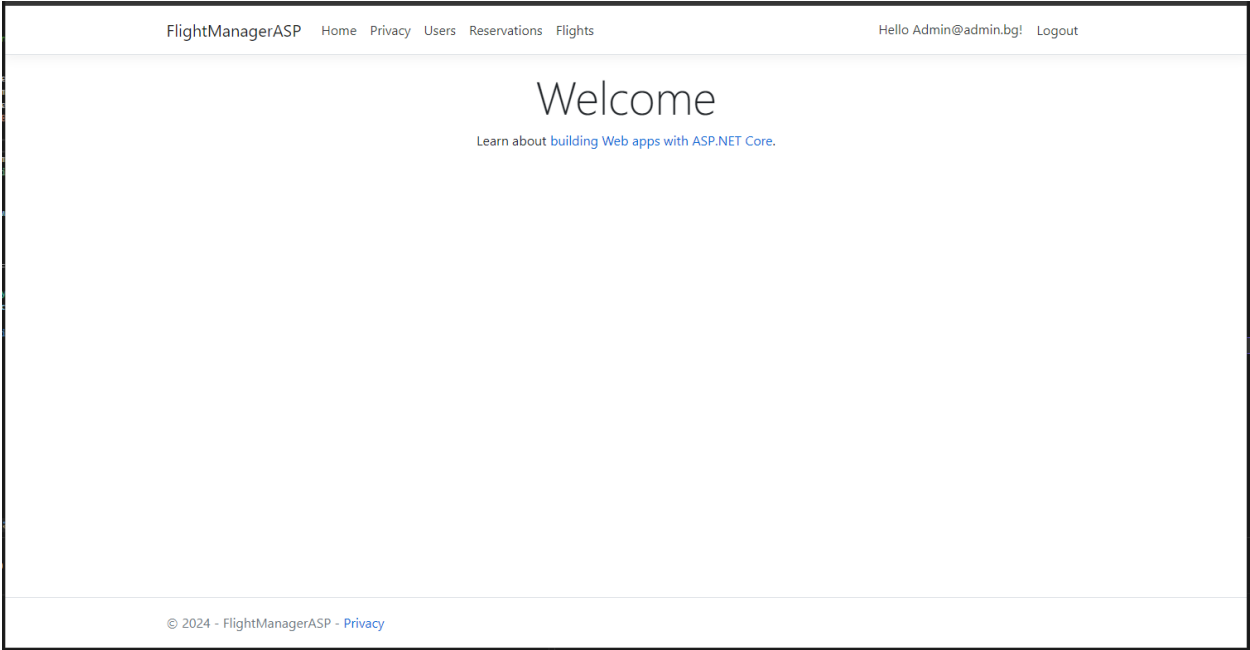 FlightManagerASP Home Privacy Users Reservations Flights Hello Admin@admin.bg! Logout
Welcome
Learn about building Web apps with ASP.NET Core.
© 2024 - FlightManagerASP - Privacy